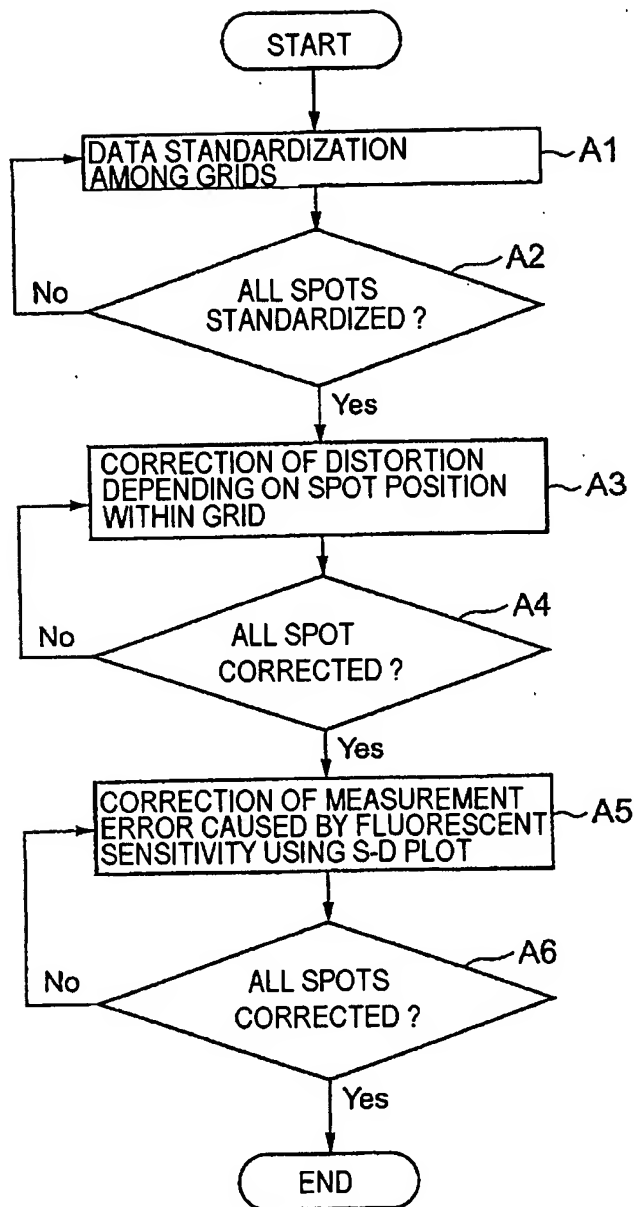 START
DATA STANDARDIZATION
AMONG GRIDS
A1
A2
ALL SPOTS
STANDARDIZED ?
No
Yes
CORRECTION OF DISTORTION
DEPENDING ON SPOT POSITION
WITHIN GRID
A3
A4
ALL SPOT
CORRECTED ?
No
Yes
CORRECTION OF MEASUREMENT
ERROR CAUSED BY FLUORESCENT
SENSITIVITY USING S-D PLOT
A5
A6
ALL SPOTS
CORRECTED ?
No
Yes
END